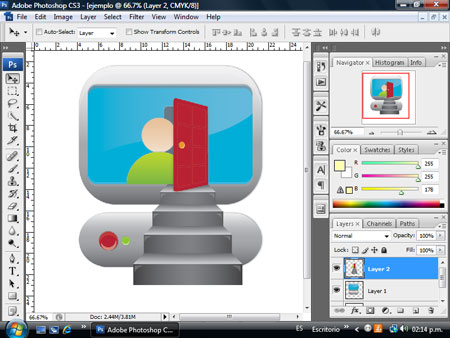 Adobe Photoshop CS3 - [ejemplo @ 66.7% (Layer 2, CMYK/8)]
File Edit Image Layer Select Filter View Window Help
Auto-Select: Layer Show Transform Controls
Ps
Navigator Histogram Info
66.67%
Color Swatches Styles
R 255
G 255
B 178
Layers Channels Paths
Normal Opacity: 100%
Lock: Fill: 100%
Layer 2
Layer 1
66.67% Doc: 2.44M/3.81M
Adobe Photoshop C... ES Escritorio 02:14 p.m.